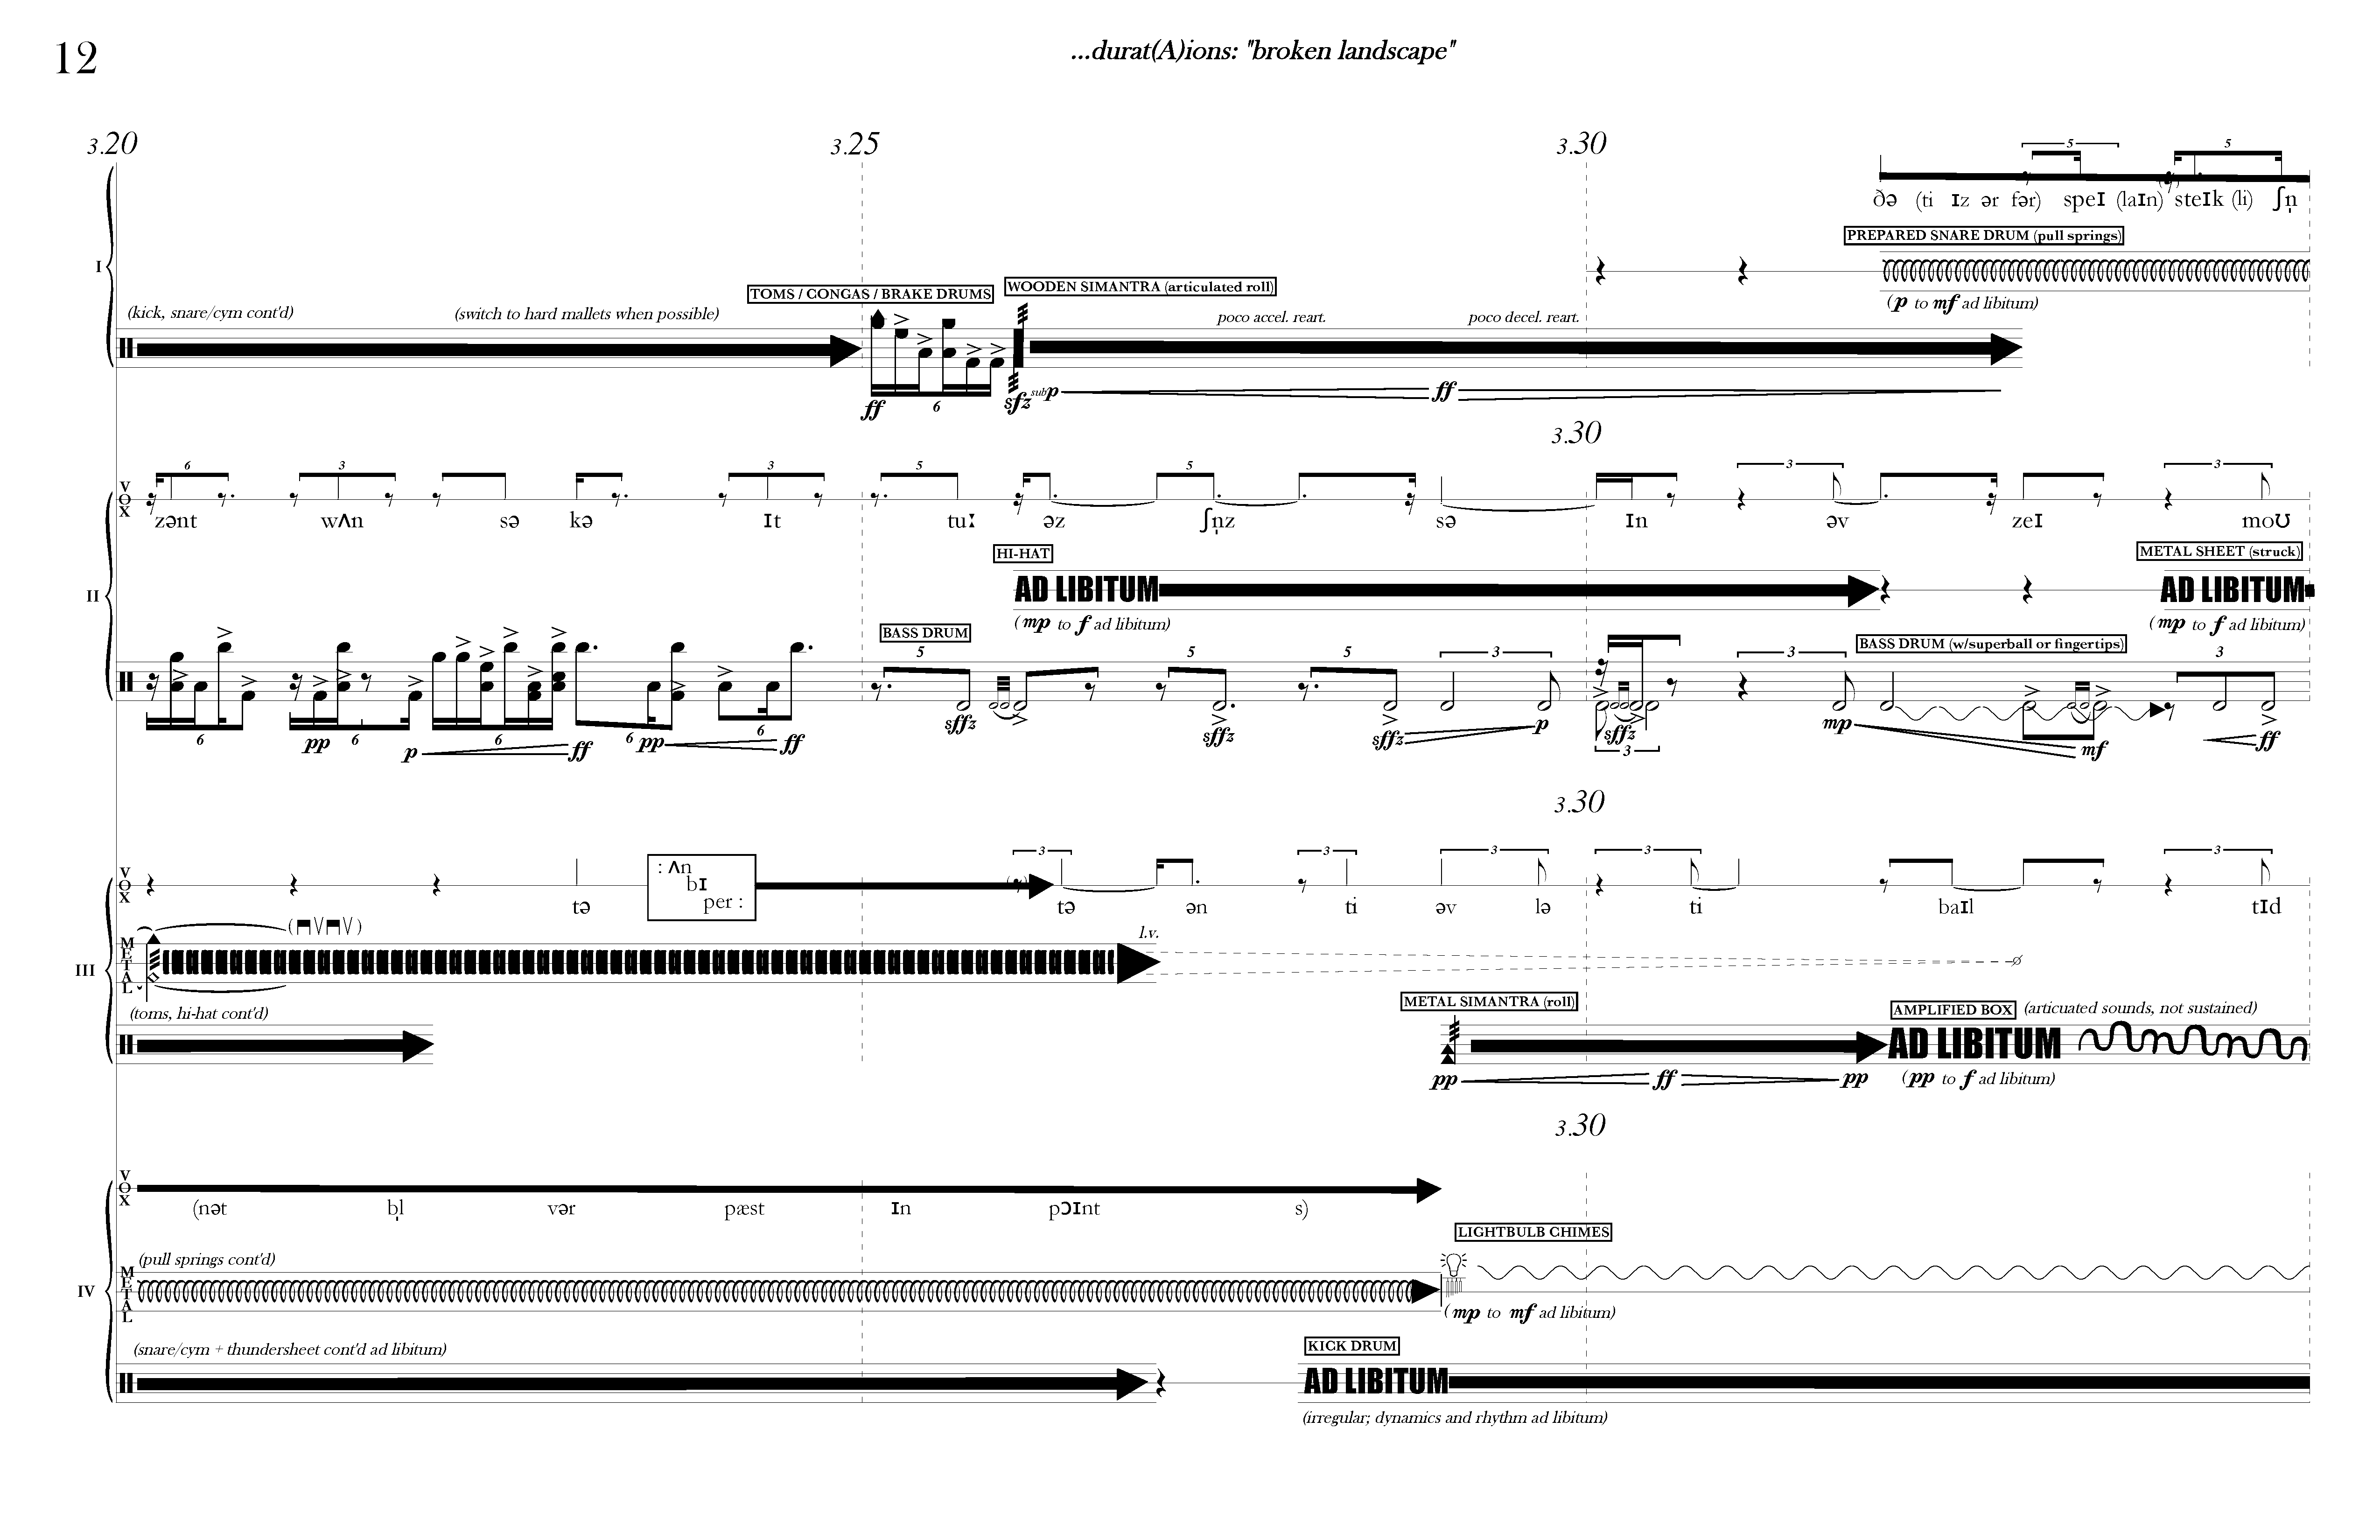 12
...durat(A)ions: "broken landscape"
3.20 3.25 3.30
5 5
ðə (ti ɪz ər fər) speɪ (laɪn) steɪk (li) ʃn̩
PREPARED SNARE DRUM (pull springs)
I
(p to mf ad libitum)
(kick, snare/cym cont'd) (switch to hard mallets when possible)
TOMS / CONGAS / BRAKE DRUMS
WOODEN SIMANTRA (articulated roll)
poco accel. reart. poco decel. reart.
ff 6 sfz subp ff
3.30
6 3 3 5 5 3 3
VOX
zənt wʌn sə kə ɪt tuː əz ʃn̩z sə ɪn əv zeɪ moʊ
HI-HAT
METAL SHEET (struck)
II
AD LIBITUM AD LIBITUM
(mp to f ad libitum) (mp to f ad libitum)
BASS DRUM
BASS DRUM (w/superball or fingertips)
5 5 5 3 3 3
6 pp 6 p 6 ff 6 pp 6 ff sffz sffz sffz p sffz 3 mp mf ff
3.30
3 3 3 3 3
VOX
: ʌn
bɪ
per :
tə tə ən ti əv lə ti baɪl tɪd
METAL
l.v.
III
(toms, hi-hat cont'd)
METAL SIMANTRA (roll)
AMPLIFIED BOX (articuated sounds, not sustained)
AD LIBITUM
pp ff pp (pp to f ad libitum)
3.30
VOX
(nət bl̩ vər pæst ɪn pɔɪnt s)
LIGHTBULB CHIMES
(pull springs cont'd)
METAL
IV
(mp to mf ad libitum)
(snare/cym + thundersheet cont'd ad libitum)
KICK DRUM
AD LIBITUM
(irregular; dynamics and rhythm ad libitum)